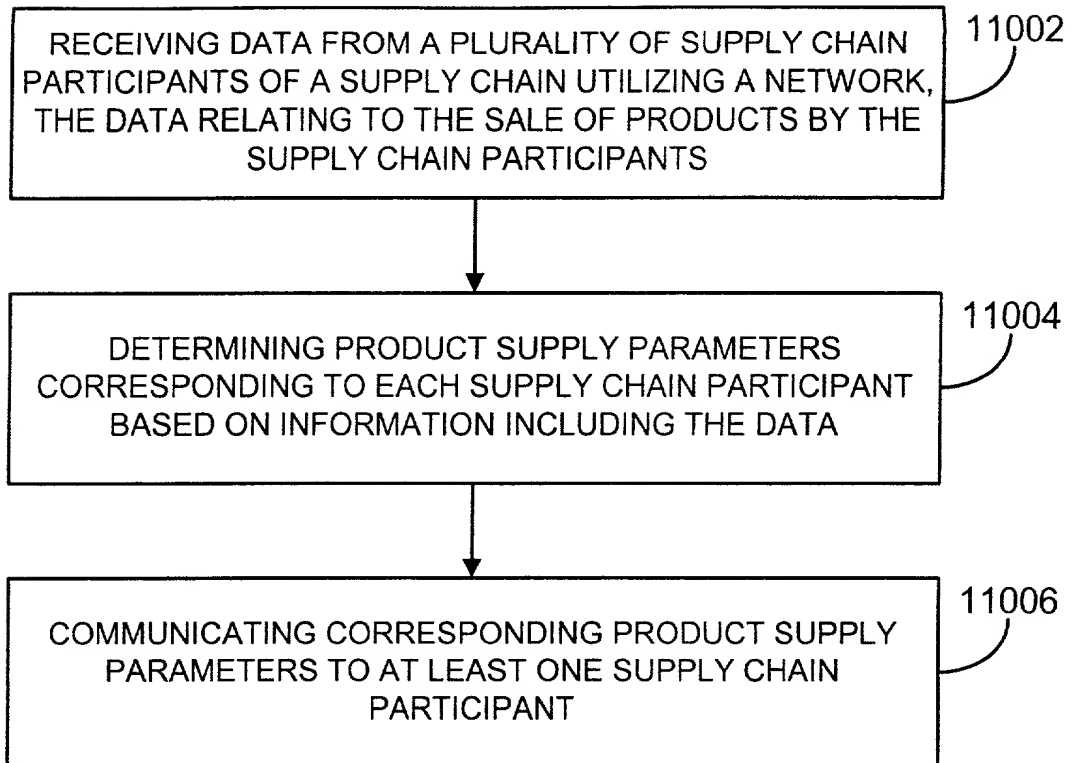 RECEIVING DATA FROM A PLURALITY OF SUPPLY CHAIN
PARTICIPANTS OF A SUPPLY CHAIN UTILIZING A NETWORK,
THE DATA RELATING TO THE SALE OF PRODUCTS BY THE
SUPPLY CHAIN PARTICIPANTS
11002
DETERMINING PRODUCT SUPPLY PARAMETERS
CORRESPONDING TO EACH SUPPLY CHAIN PARTICIPANT
BASED ON INFORMATION INCLUDING THE DATA
11004
COMMUNICATING CORRESPONDING PRODUCT SUPPLY
PARAMETERS TO AT LEAST ONE SUPPLY CHAIN
PARTICIPANT
11006